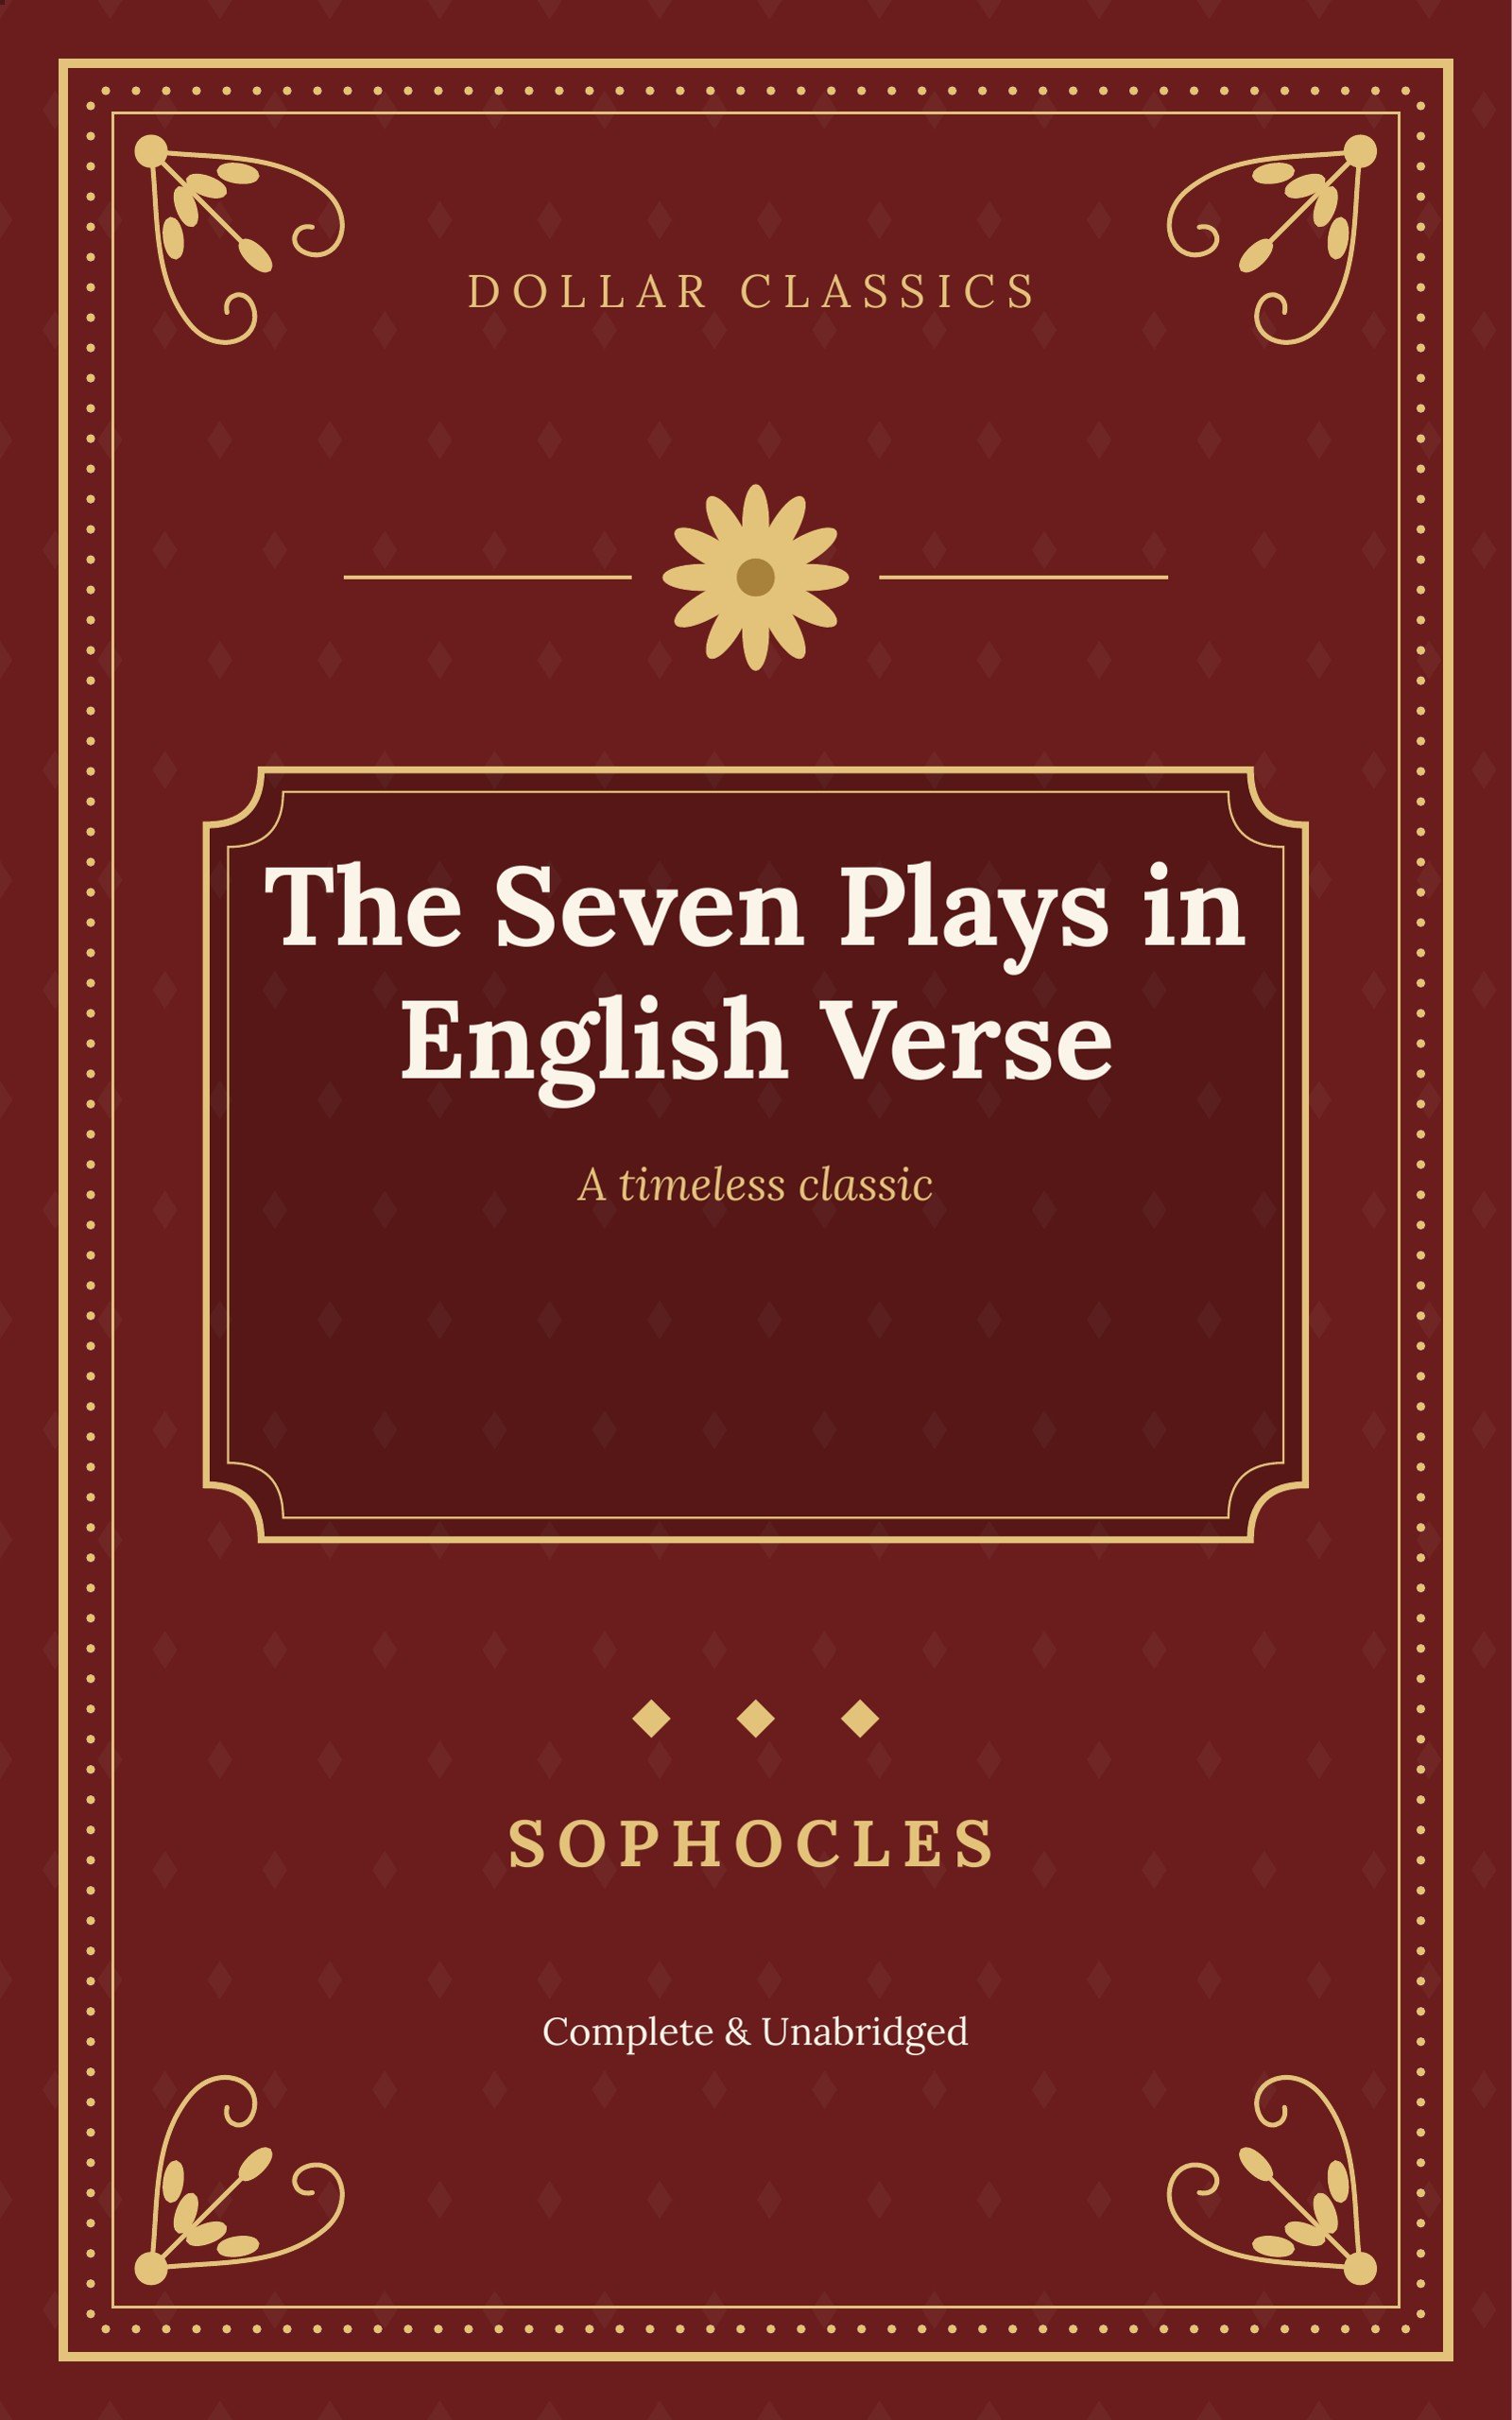 DOLLAR CLASSICS
The Seven Plays in
English Verse
A timeless classic
SOPHOCLES
Complete & Unabridged